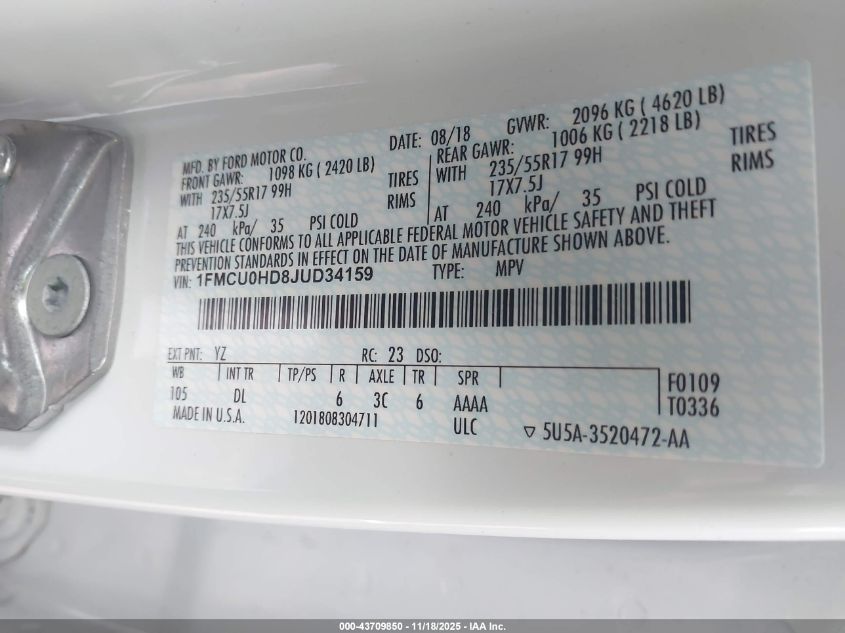 MFD. BY FORD MOTOR CO. DATE: 08/18 GVWR: 2096 KG ( 4620 LB)
FRONT GAWR: 1098 KG ( 2420 LB) REAR GAWR: 1006 KG ( 2218 LB)
WITH 235/55R17 99H TIRES WITH 235/55R17 99H TIRES
17X7.5J RIMS 17X7.5J RIMS
AT 240 kPa/ 35 PSI COLD AT 240 kPa/ 35 PSI COLD
THIS VEHICLE CONFORMS TO ALL APPLICABLE FEDERAL MOTOR VEHICLE SAFETY AND THEFT
PREVENTION STANDARDS IN EFFECT ON THE DATE OF MANUFACTURE SHOWN ABOVE.
VIN: 1FMCU0HD8JUD34159 TYPE: MPV
EXT PNT: YZ RC: 23 DSO:
WB INT TR TP/PS R AXLE TR SPR F0109
105 DL 6 3C 6 AAAA T0336
MADE IN U.S.A. 1201808304711 ULC ▽ 5U5A-3520472-AA
000-43709850 - 11/18/2025 - IAA Inc.